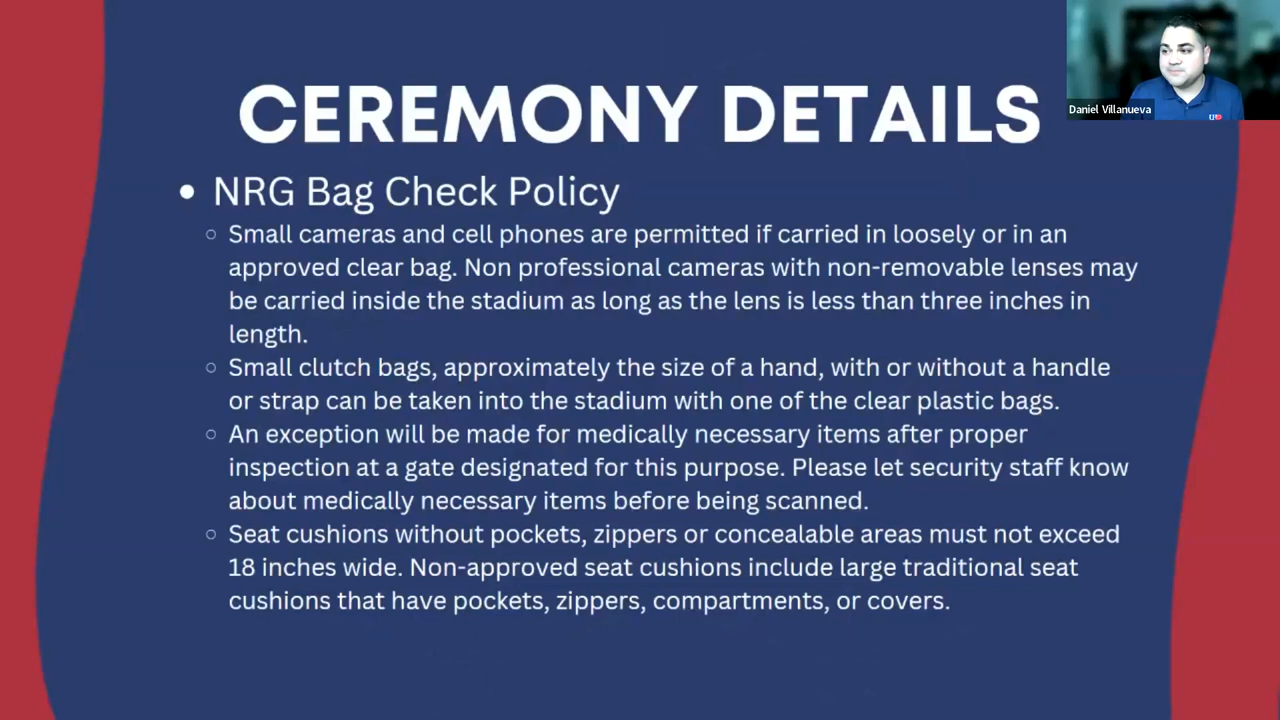 CEREMONY DETAILS
Daniel Villanueva
• NRG Bag Check Policy
○ Small cameras and cell phones are permitted if carried in loosely or in an
approved clear bag. Non professional cameras with non-removable lenses may
be carried inside the stadium as long as the lens is less than three inches in
length.
○ Small clutch bags, approximately the size of a hand, with or without a handle
or strap can be taken into the stadium with one of the clear plastic bags.
○ An exception will be made for medically necessary items after proper
inspection at a gate designated for this purpose. Please let security staff know
about medically necessary items before being scanned.
○ Seat cushions without pockets, zippers or concealable areas must not exceed
18 inches wide. Non-approved seat cushions include large traditional seat
cushions that have pockets, zippers, compartments, or covers.